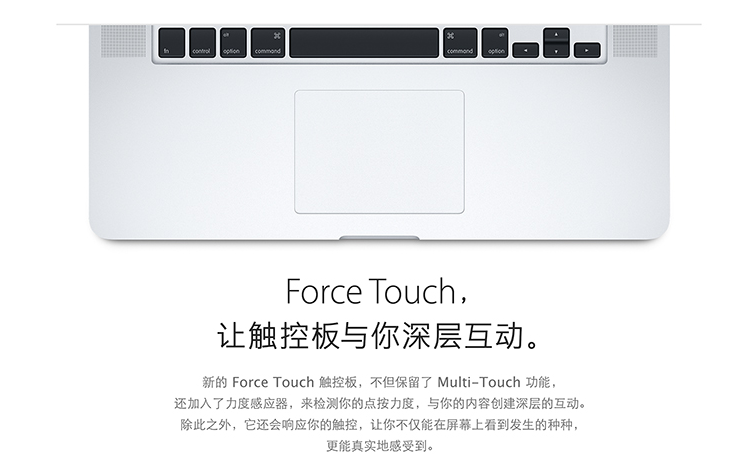 alt ⌘ ⌘ alt
fn control option command command option
Force Touch，
让触控板与你深层互动。
新的 Force Touch 触控板，不但保留了 Multi-Touch 功能，
还加入了力度感应器，来检测你的点按力度，与你的内容创建深层的互动。
除此之外，它还会响应你的触控，让你不仅能在屏幕上看到发生的种种，
更能真实地感受到。